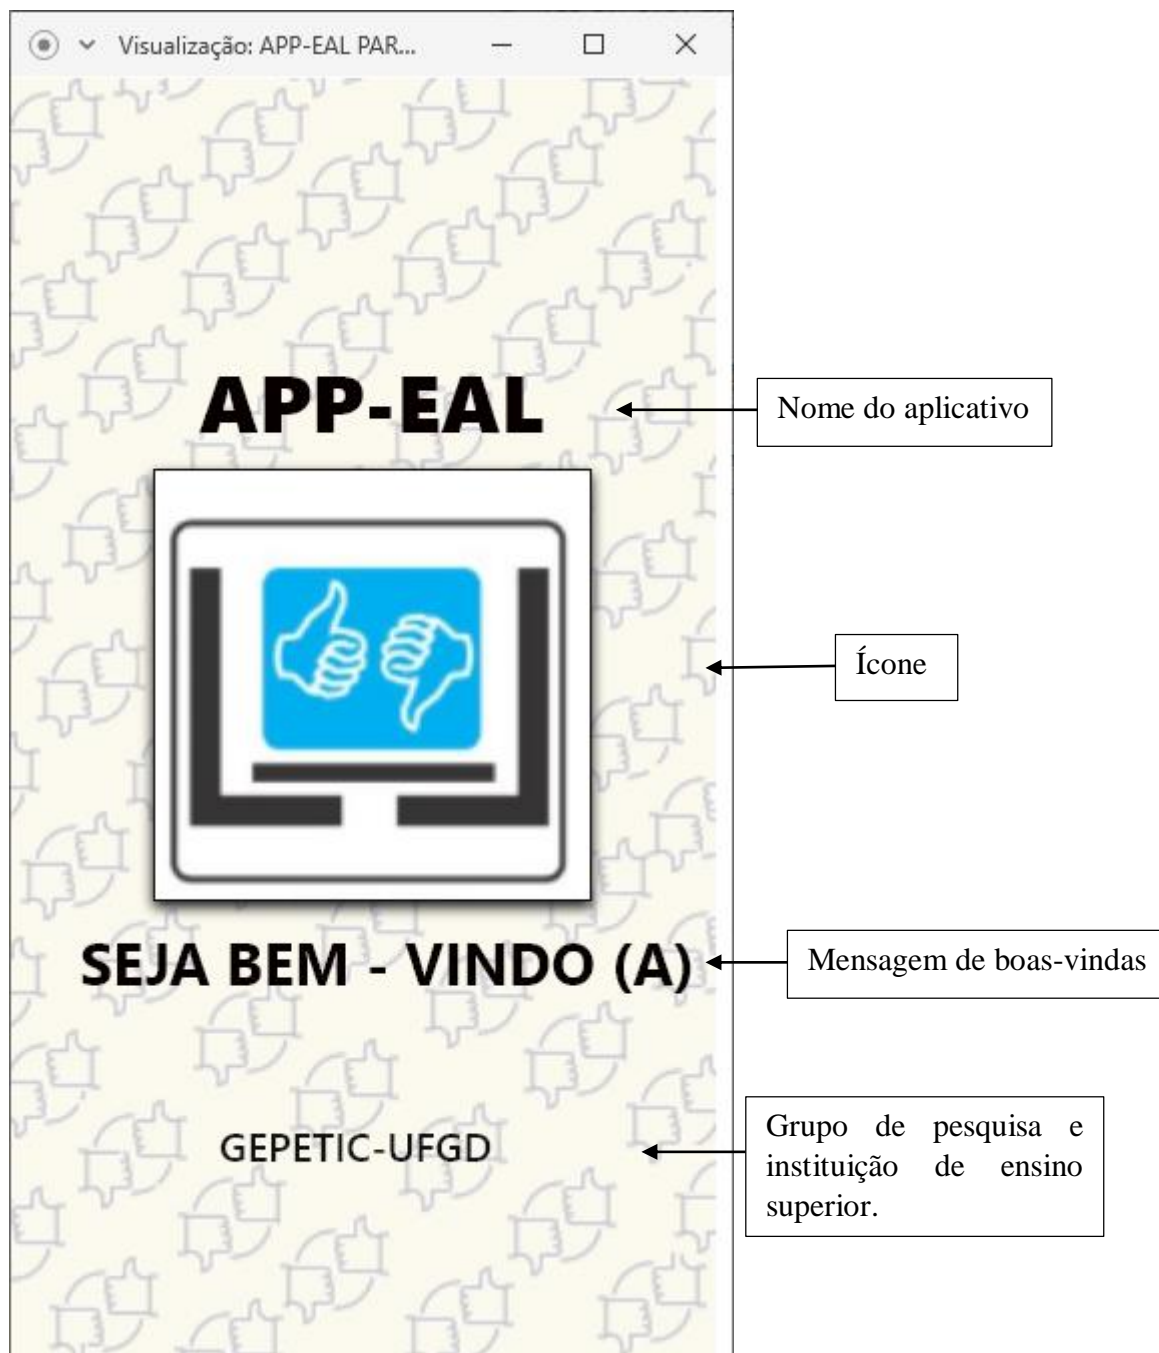 Visualização: APP-EAL PAR...
APP-EAL
Nome do aplicativo
Ícone
SEJA BEM - VINDO (A)
Mensagem de boas-vindas
GEPETIC-UFGD
Grupo de pesquisa e
instituição de ensino
superior.